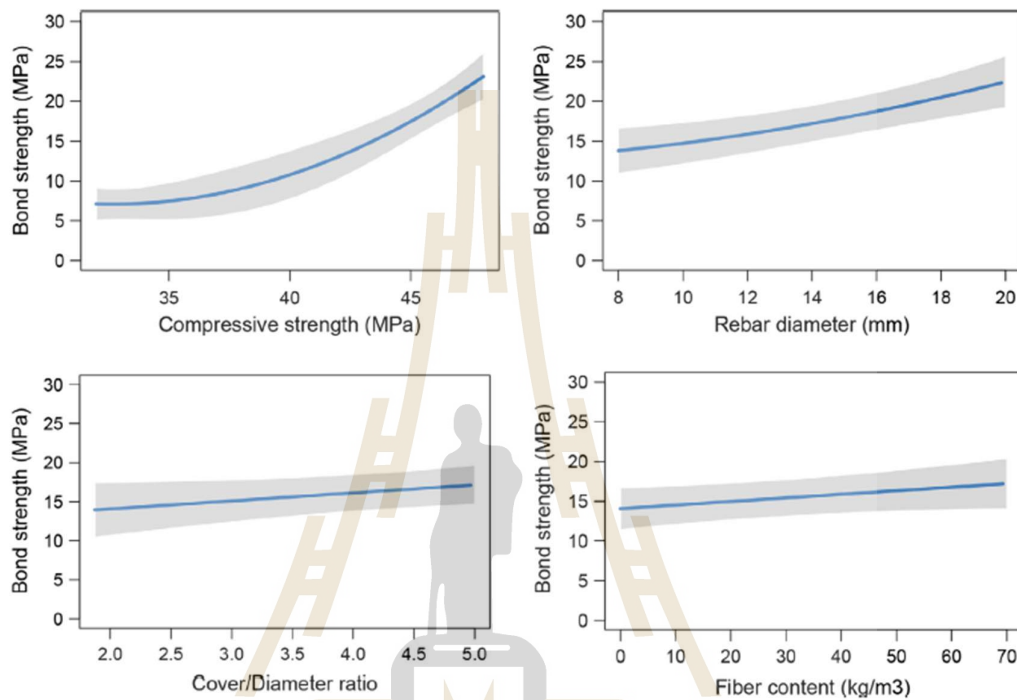 Bond strength (MPa)
30
25
20
15
10
5
0
35 40 45
Compressive strength (MPa)
Bond strength (MPa)
30
25
20
15
10
5
0
8 10 12 14 16 18 20
Rebar diameter (mm)
Bond strength (MPa)
30
25
20
15
10
5
0
2.0 2.5 3.0 3.5 4.0 4.5 5.0
Cover/Diameter ratio
Bond strength (MPa)
30
25
20
15
10
5
0
0 10 20 30 40 50 60 70
Fiber content (kg/m3)